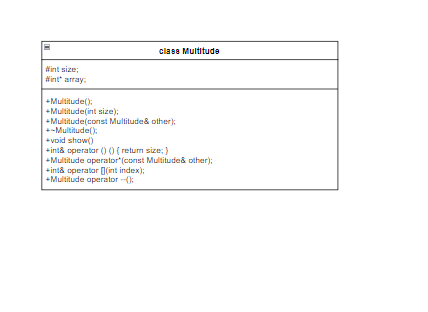 class Multitude
#int size;
#int* array;
+Multitude();
+Multitude(int size);
+Multitude(const Multitude& other);
+~Multitude();
+void show()
+int& operator () () { return size; }
+Multitude operator*(const Multitude& other);
+int& operator [](int index);
+Multitude operator --();